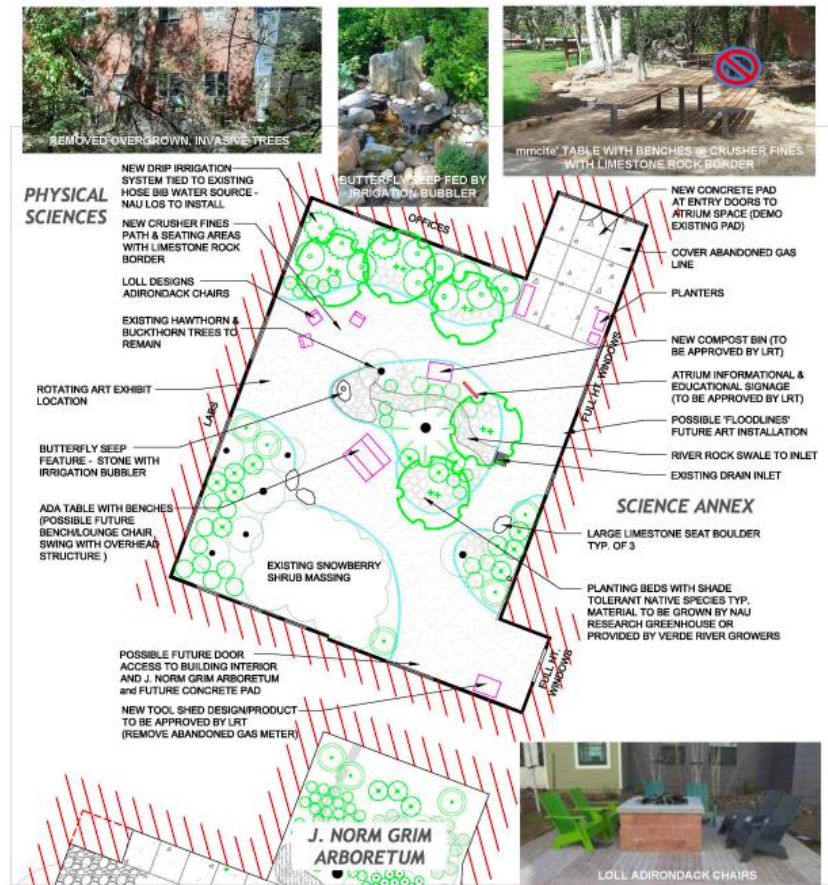 REMOVED OVERGROWN, INVASIVE TREES
BUTTERFLY SEEP FED BY
IRRIGATION BUBBLER
mmcite' TABLE WITH BENCHES @ CRUSHER FINES
WITH LIMESTONE ROCK BORDER
PHYSICAL
SCIENCES
NEW DRIP IRRIGATION
SYSTEM TIED TO EXISTING
HOSE BIB WATER SOURCE -
NAU LOS TO INSTALL
NEW CRUSHER FINES
PATH & SEATING AREAS
WITH LIMESTONE ROCK
BORDER
LOLL DESIGNS
ADIRONDACK CHAIRS
EXISTING HAWTHORN &
BUCKTHORN TREES TO
REMAIN
ROTATING ART EXHIBIT
LOCATION
BUTTERFLY SEEP
FEATURE - STONE WITH
IRRIGATION BUBBLER
ADA TABLE WITH BENCHES
(POSSIBLE FUTURE
BENCH/LOUNGE CHAIR
SWING WITH OVERHEAD
STRUCTURE )
OFFICES
LABS
EXISTING SNOWBERRY
SHRUB MASSING
POSSIBLE FUTURE DOOR
ACCESS TO BUILDING INTERIOR
AND J. NORM GRIM ARBORETUM
and FUTURE CONCRETE PAD
NEW TOOL SHED DESIGN/PRODUCT
TO BE APPROVED BY LRT
(REMOVE ABANDONED GAS METER)
NEW CONCRETE PAD
AT ENTRY DOORS TO
ATRIUM SPACE (DEMO
EXISTING PAD)
COVER ABANDONED GAS
LINE
PLANTERS
FULL HT. WINDOWS
NEW COMPOST BIN (TO
BE APPROVED BY LRT)
ATRIUM INFORMATIONAL &
EDUCATIONAL SIGNAGE
(TO BE APPROVED BY LRT)
POSSIBLE 'FLOODLINES'
FUTURE ART INSTALLATION
RIVER ROCK SWALE TO INLET
EXISTING DRAIN INLET
SCIENCE ANNEX
LARGE LIMESTONE SEAT BOULDER
TYP. OF 3
PLANTING BEDS WITH SHADE
TOLERANT NATIVE SPECIES TYP.
MATERIAL TO BE GROWN BY NAU
RESEARCH GREENHOUSE OR
PROVIDED BY VERDE RIVER GROWERS
FULL HT.
WINDOWS
J. NORM GRIM
ARBORETUM
LOLL ADIRONDACK CHAIRS